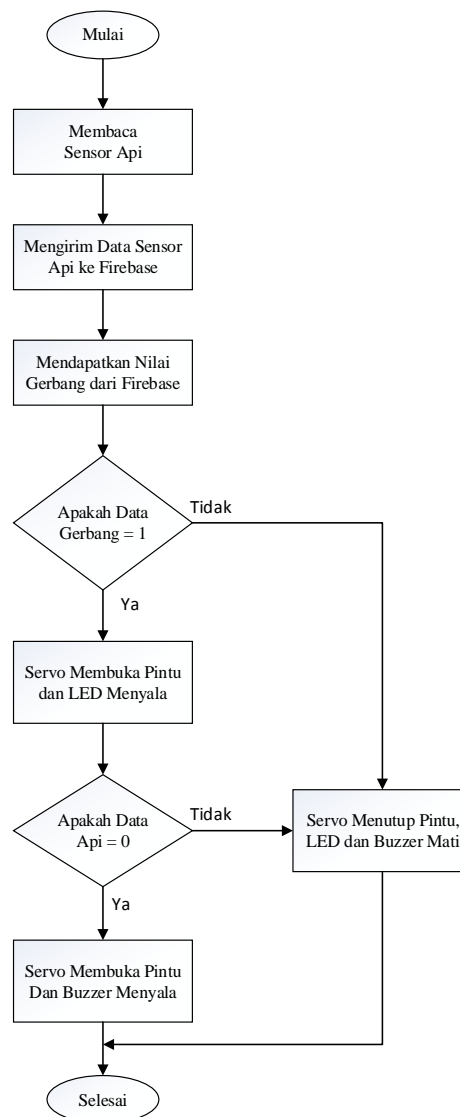 Mulai
Membaca
Sensor Api
Mengirim Data Sensor
Api ke Firebase
Mendapatkan Nilai
Gerbang dari Firebase
Apakah Data
Gerbang = 1
Tidak
Ya
Servo Membuka Pintu
dan LED Menyala
Apakah Data
Api = 0
Tidak
Servo Menutup Pintu,
LED dan Buzzer Mati
Ya
Servo Membuka Pintu
Dan Buzzer Menyala
Selesai